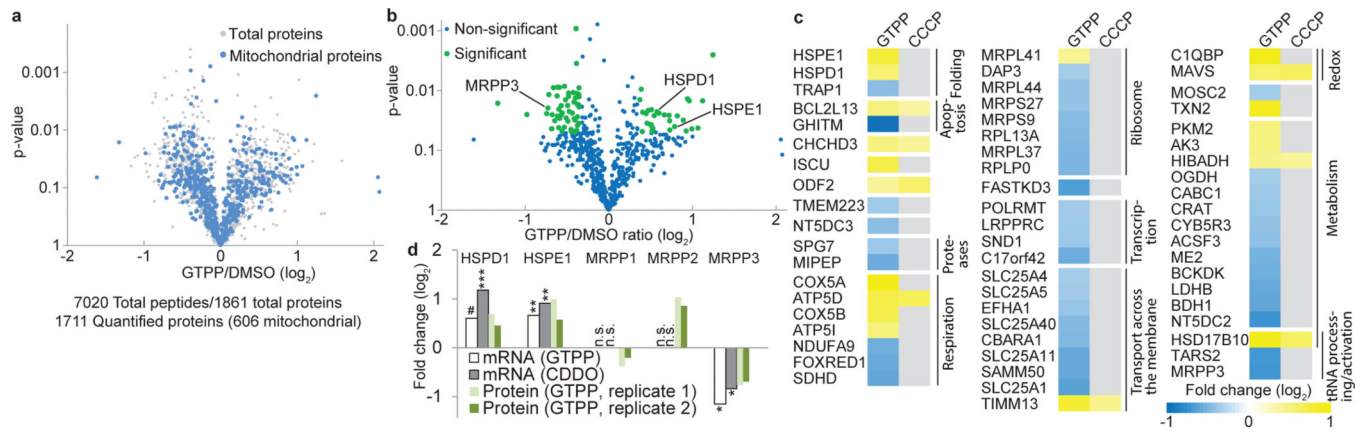 a
Total proteins
Mitochondrial proteins
p-value
0.001
0.01
0.1
1
-2
-1
0
1
2
GTPP/DMSO (log2)
7020 Total peptides/1861 total proteins
1711 Quantified proteins (606 mitochondrial)
b
Non-significant
Significant
p-value
0.001
0.01
0.1
1
MRPP3
HSPD1
HSPE1
-2
-1
0
1
2
GTPP/DMSO ratio (log2)
d
HSPD1 HSPE1 MRPP1 MRPP2 MRPP3
Fold change (log2)
1
0
-1
# *** ** ** n.s. n.s. n.s. n.s. * *
mRNA (GTPP)
mRNA (CDDO)
Protein (GTPP, replicate 1)
Protein (GTPP, replicate 2)
c
GTPP CCCP
HSPE1
HSPD1
TRAP1
Folding
BCL2L13
GHITM
Apop-
tosis
CHCHD3
ISCU
ODF2
TMEM223
NT5DC3
SPG7
MIPEP
Prote-
ases
COX5A
ATP5D
COX5B
ATP5I
NDUFA9
FOXRED1
SDHD
Respiration
GTPP CCCP
MRPL41
DAP3
MRPL44
MRPS27
MRPS9
RPL13A
MRPL37
RPLP0
Ribosome
FASTKD3
POLRMT
LRPPRC
SND1
C17orf42
Transcrip-
tion
SLC25A4
SLC25A5
EFHA1
SLC25A40
CBARA1
SLC25A11
SAMM50
SLC25A1
TIMM13
Transport across
the membrane
GTPP CCCP
C1QBP
MAVS
MOSC2
TXN2
Redox
PKM2
AK3
HIBADH
OGDH
CABC1
CRAT
CYB5R3
ACSF3
ME2
BCKDK
LDHB
BDH1
NT5DC2
Metabolism
HSD17B10
TARS2
MRPP3
tRNA process-
ing/activation
Fold change (log2)
-1
0
1